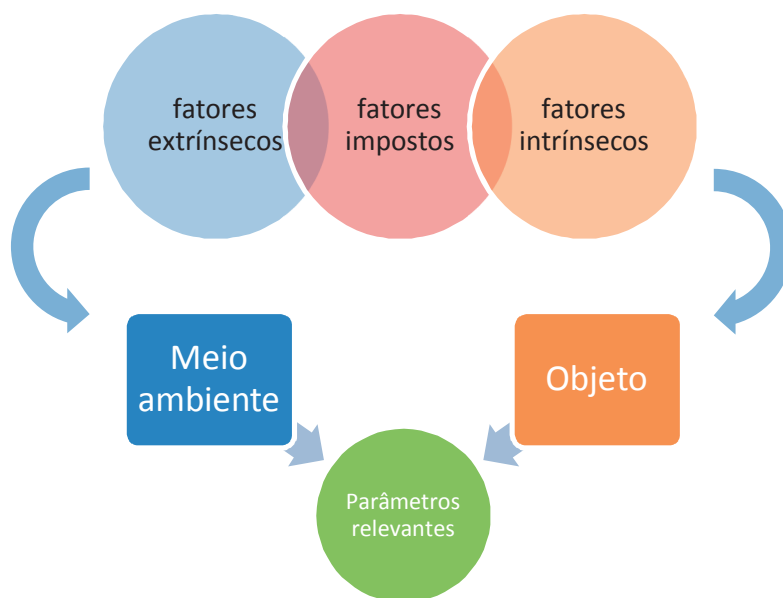 fatores
extrínsecos
fatores
impostos
fatores
intrínsecos
Meio
ambiente
Objeto
Parâmetros
relevantes